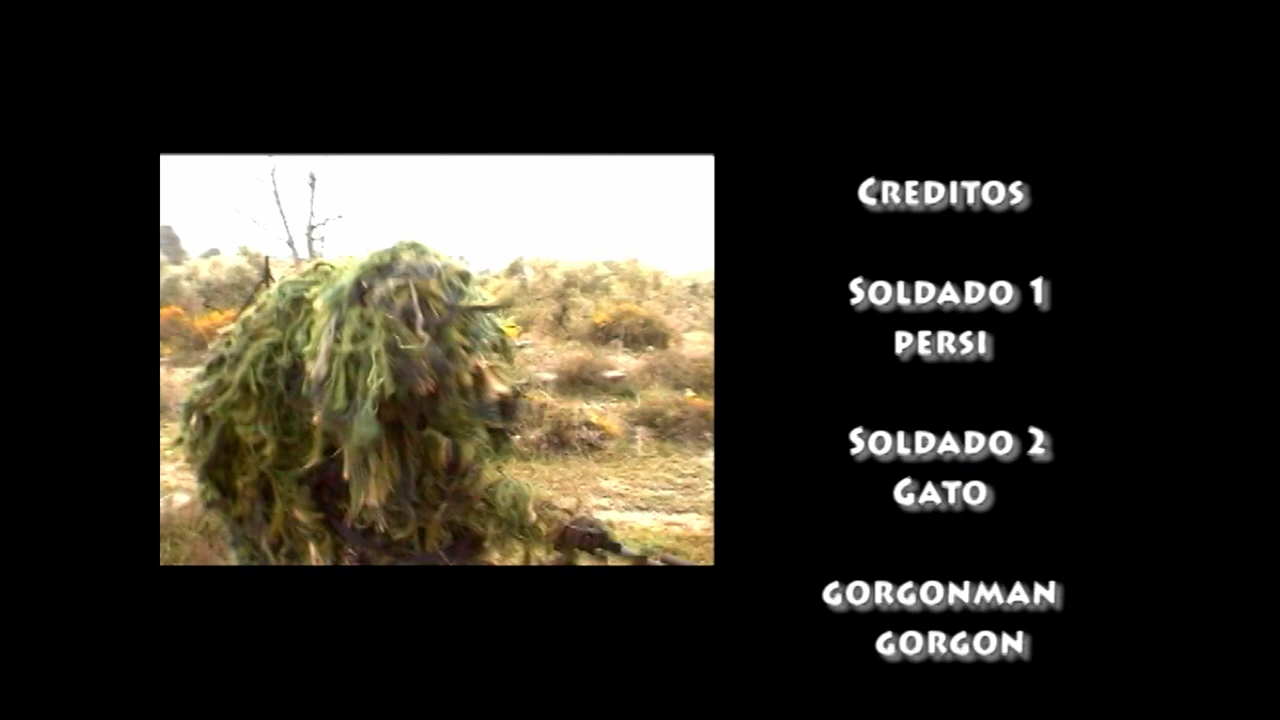 CREDITOS
SOLDADO 1
PERSI
SOLDADO 2
GATO
GORGONMAN
GORGON